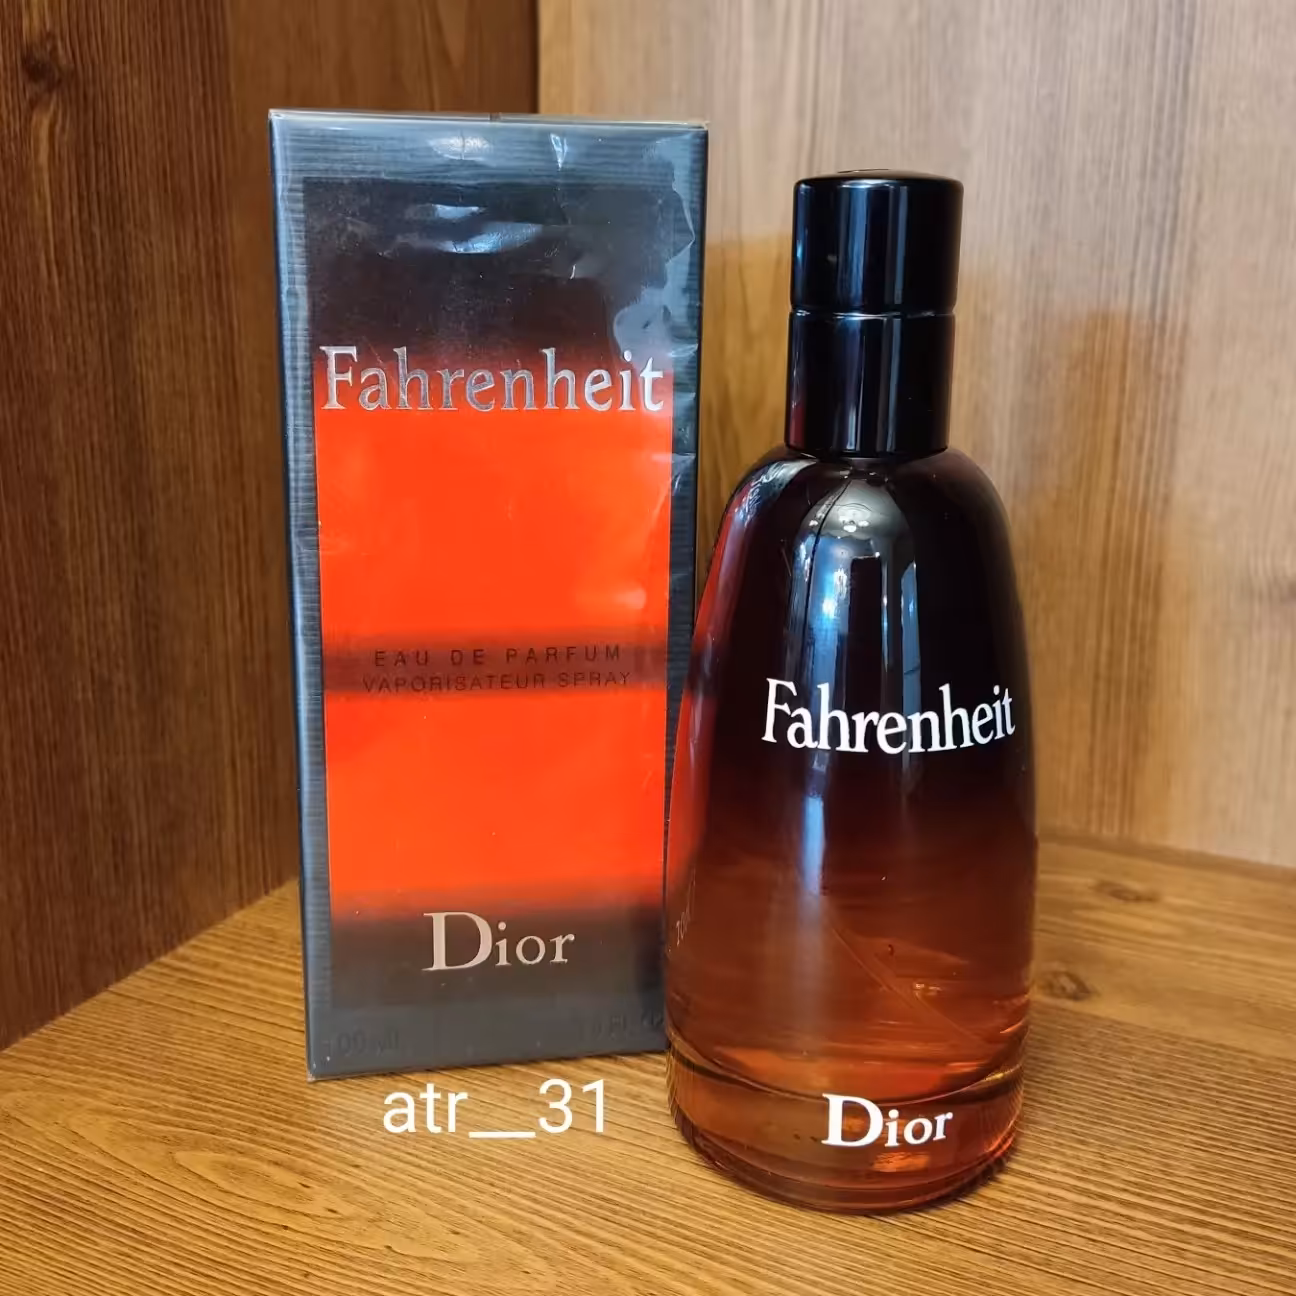 Fahrenheit
EAU DE PARFUM
VAPORISATEUR SPRAY
Dior
Fahrenheit
Dior
atr__31